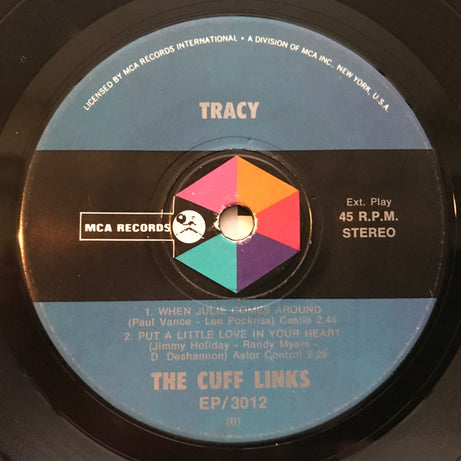 LICENSED BY MCA RECORDS INTERNATIONAL • A DIVISION OF MCA INC., NEW YORK, U.S.A.
TRACY
MCA RECORDS
Ext. Play
45 R.P.M.
STEREO
1. WHEN JULIE COMES AROUND
(Paul Vance - Lee Pockriss) Castle 2.44
2. PUT A LITTLE LOVE IN YOUR HEART
(Jimmy Holiday - Randy Myers -
D. Deshannon) Astor Control 2.25
THE CUFF LINKS
EP/3012
(B)